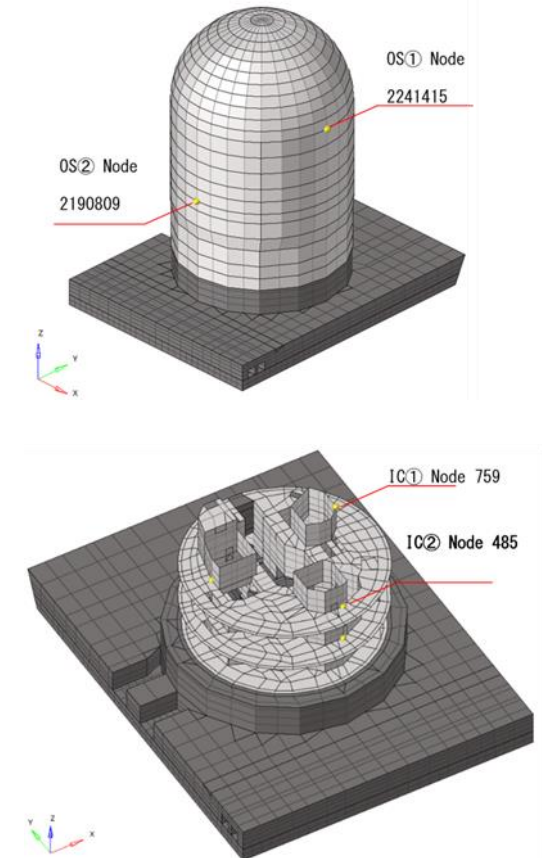 OS① Node
2241415
OS② Node
2190809
Z
Y
X
IC① Node 759
IC② Node 485
Y
Z
X